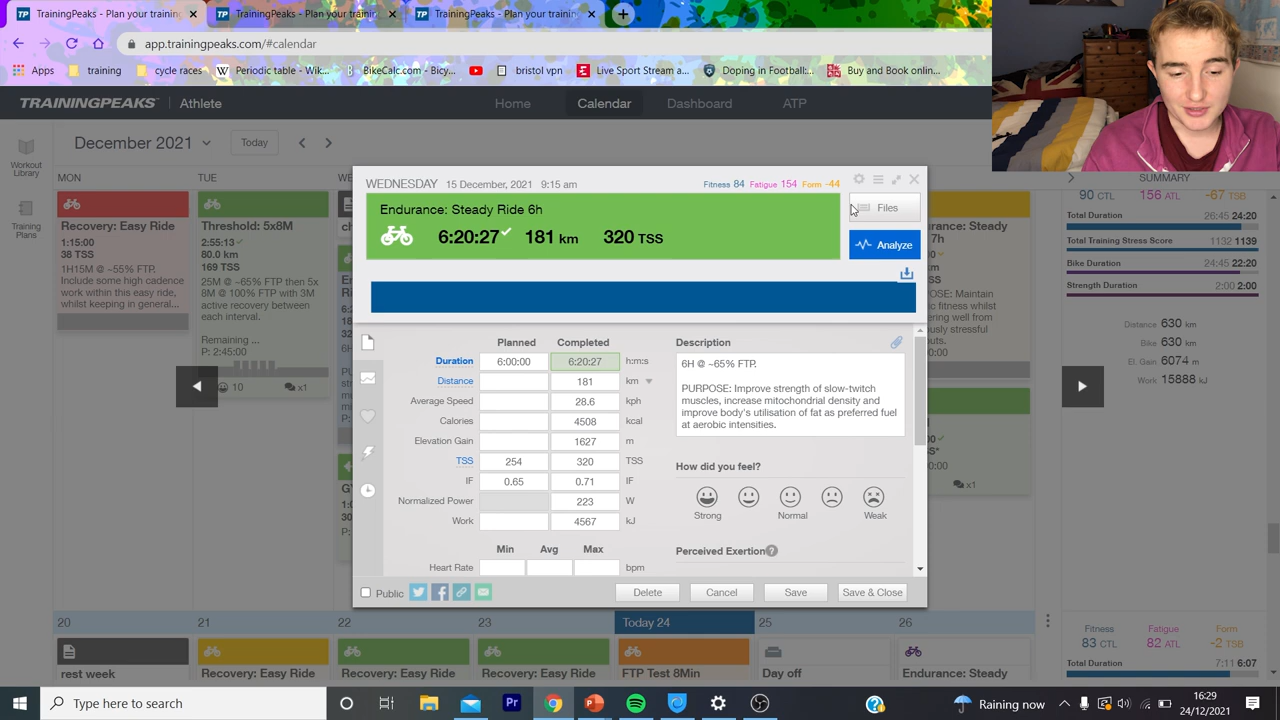 TrainingPeaks - Plan your training
TrainingPeaks - Plan your training
TrainingPeaks - Plan your training
app.trainingpeaks.com/#calendar
Apps
training
cycle races
Periodic table - Wik...
BikeCalc.com - Bicy...
bristol vpn
Live Sport Stream a...
Doping in Football:...
Buy and Book onlin...
TRAININGPEAKS
Athlete
Home
Calendar
Dashboard
ATP
December 2021
Today
Workout
Library
Training
Plans
MON
TUE
SUMMARY
Recovery: Easy Ride
1:15:00
38 TSS
1H15M @ ~55% FTP.
Include some high cadence
work within this easy ride,
whilst keeping in general...
Threshold: 5x8M
2:55:13
80.0 km
169 TSS
25M @ ~65% FTP then 5x
8M @ 100% FTP with 3M
active recovery between
each interval.
Remaining ...
P: 2:45:00
10
x1
WEDNESDAY 15 December, 2021 9:15 am
Fitness 84 Fatigue 154 Form -44
Endurance: Steady Ride 6h
6:20:27 181 km 320 TSS
Files
Analyze
Planned Completed
Duration 6:00:00 6:20:27 h:m:s
Distance 181 km
Average Speed 28.6 kph
Calories 4508 kcal
Elevation Gain 1627 m
TSS 254 320 TSS
IF 0.65 0.71 IF
Normalized Power 223 W
Work 4567 kJ
Min Avg Max
Heart Rate bpm
Description
6H @ ~65% FTP.
PURPOSE: Improve strength of slow-twitch
muscles, increase mitochondrial density and
improve body's utilisation of fat as preferred fuel
at aerobic intensities.
How did you feel?
Strong Normal Weak
Perceived Exertion
Public
Delete
Cancel
Save
Save & Close
x1
90 CTL 156 ATL -67 TSB
Total Duration 26:45 24:20
Total Training Stress Score 1132 1139
Bike Duration 24:45 22:20
Strength Duration 2:00 2:00
Distance 630 km
Bike 630 km
El. Gain 6074 m
Work 15888 kJ
20
21
22
23
Today 24
25
26
rest week
Recovery: Easy Ride
Recovery: Easy Ride
Recovery: Easy Ride
FTP Test 8Min
Day off
Endurance: Steady
Fitness Fatigue Form
83 CTL 82 ATL -2 TSB
Total Duration 7:11 6:07
Type here to search
Raining now
16:29
24/12/2021